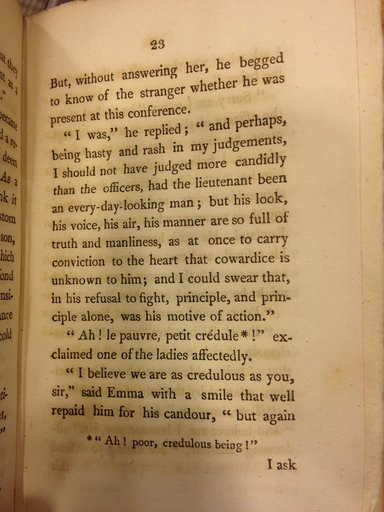 23
But, without answering her, he begged
to know of the stranger whether he was
present at this conference.
“ I was,” he replied ; “ and perhaps,
being hasty and rash in my judgements,
I should not have judged more candidly
than the officers, had the lieutenant been
an every-day-looking man ; but his look,
his voice, his air, his manner are so full of
truth and manliness, as at once to carry
conviction to the heart that cowardice is
unknown to him; and I could swear that,
in his refusal to fight, principle, and prin-
ciple alone, was his motive of action.”
“ Ah ! le pauvre, petit crédule * !” ex-
claimed one of the ladies affectedly.
“ I believe we are as credulous as you,
sir,” said Emma with a smile that well
repaid him for his candour, “ but again
* “ Ah ! poor, credulous being !”
I ask